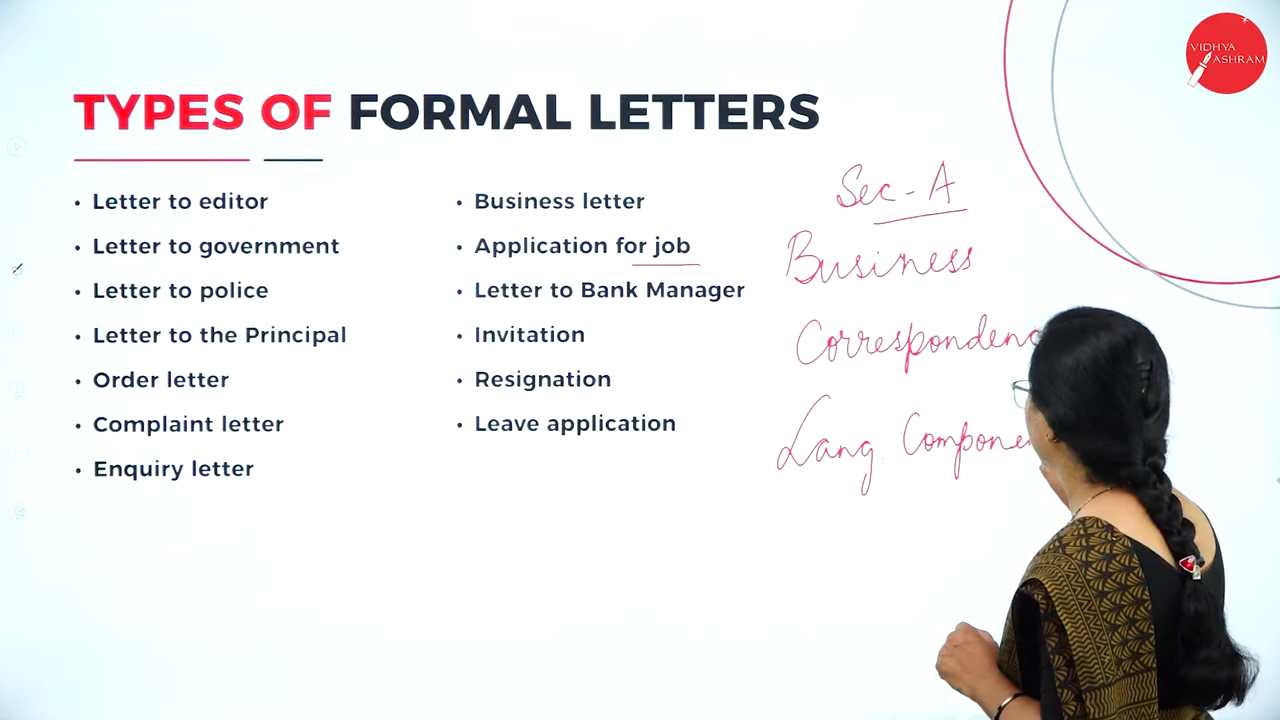 VIDHYA
ASHRAM
TYPES OF FORMAL LETTERS
• Letter to editor
• Letter to government
• Letter to police
• Letter to the Principal
• Order letter
• Complaint letter
• Enquiry letter
• Business letter
• Application for job
• Letter to Bank Manager
• Invitation
• Resignation
• Leave application
Sec - A
Business
Correspondenc
Lang. Compone